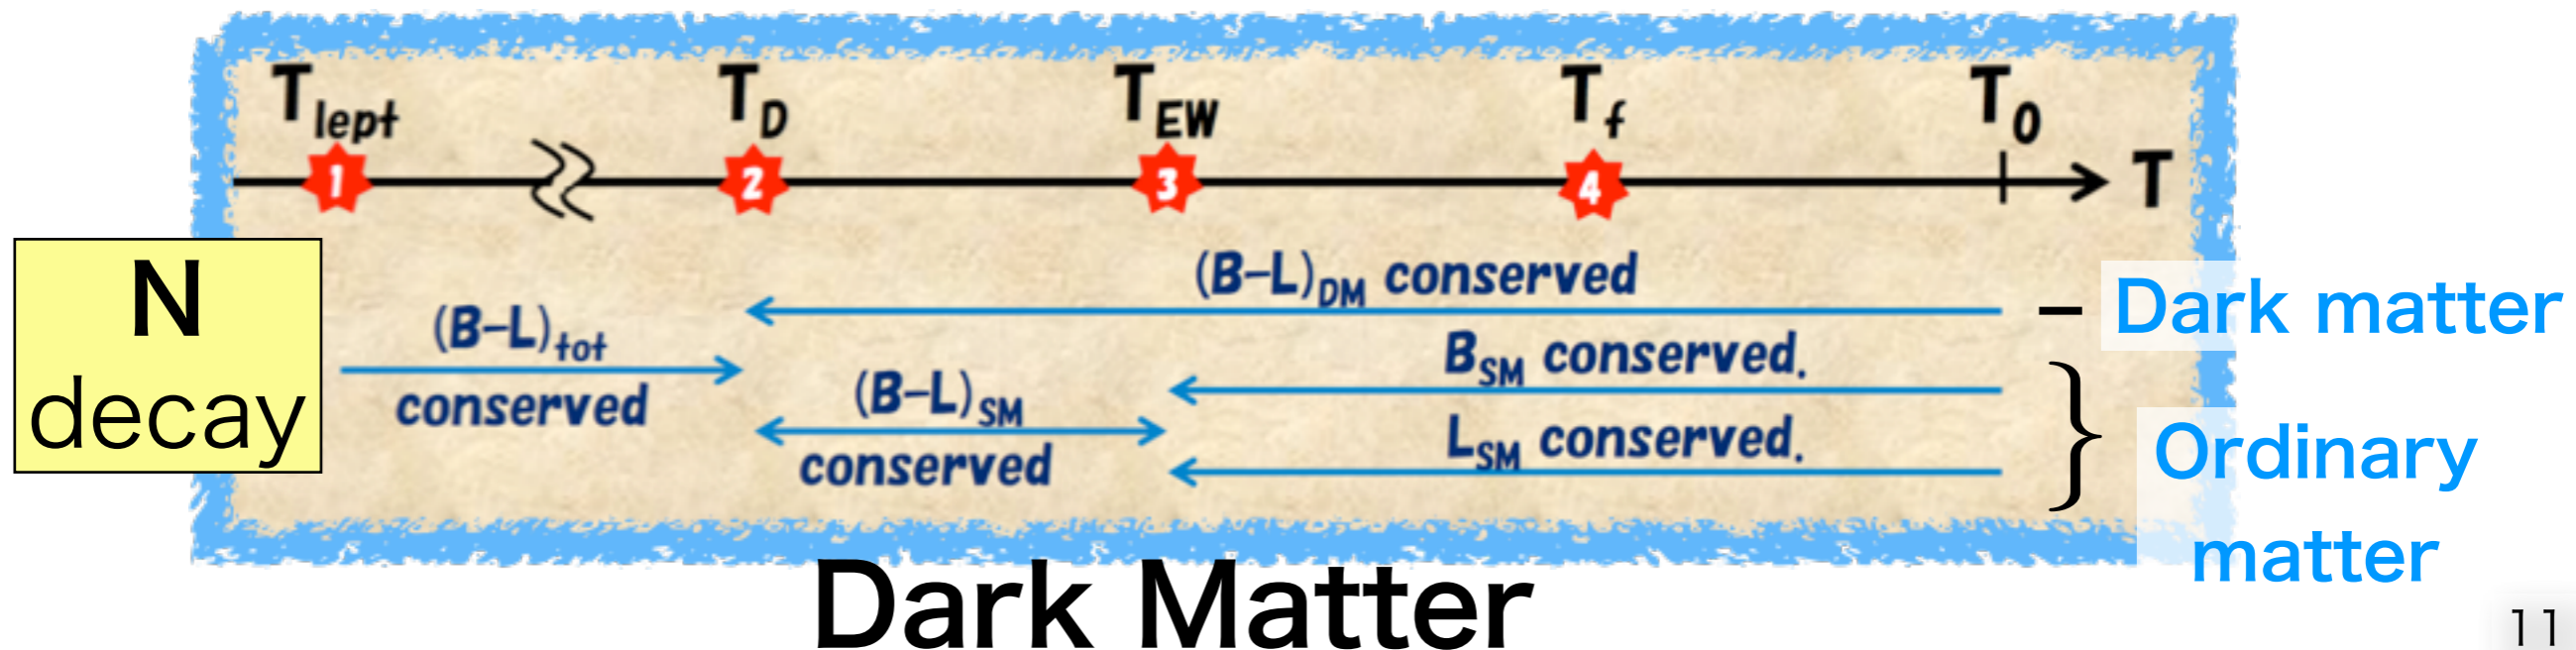 T_lept T_D T_EW T_f T_0
1 2 3 4 T
(B-L)_DM conserved
N
decay
(B-L)_tot
conserved
– Dark matter
B_SM conserved.
(B-L)_SM
conserved
L_SM conserved.
Ordinary
matter
Dark Matter
11